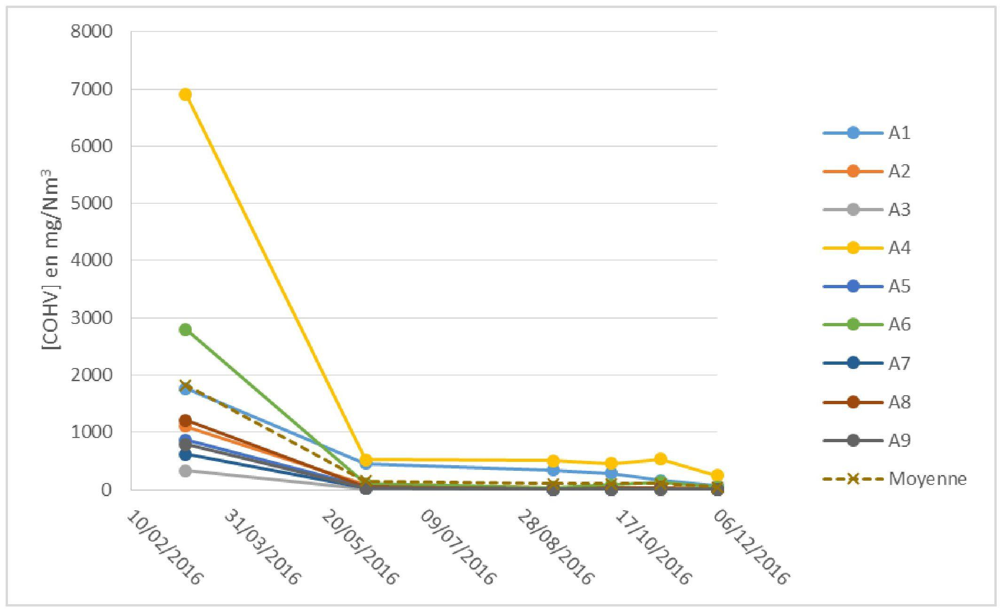 8000
7000
6000
5000
4000
3000
2000
1000
0
[COHV] en mg/Nm³
10/02/2016
31/03/2016
20/05/2016
09/07/2016
28/08/2016
17/10/2016
06/12/2016
A1
A2
A3
A4
A5
A6
A7
A8
A9
Moyenne